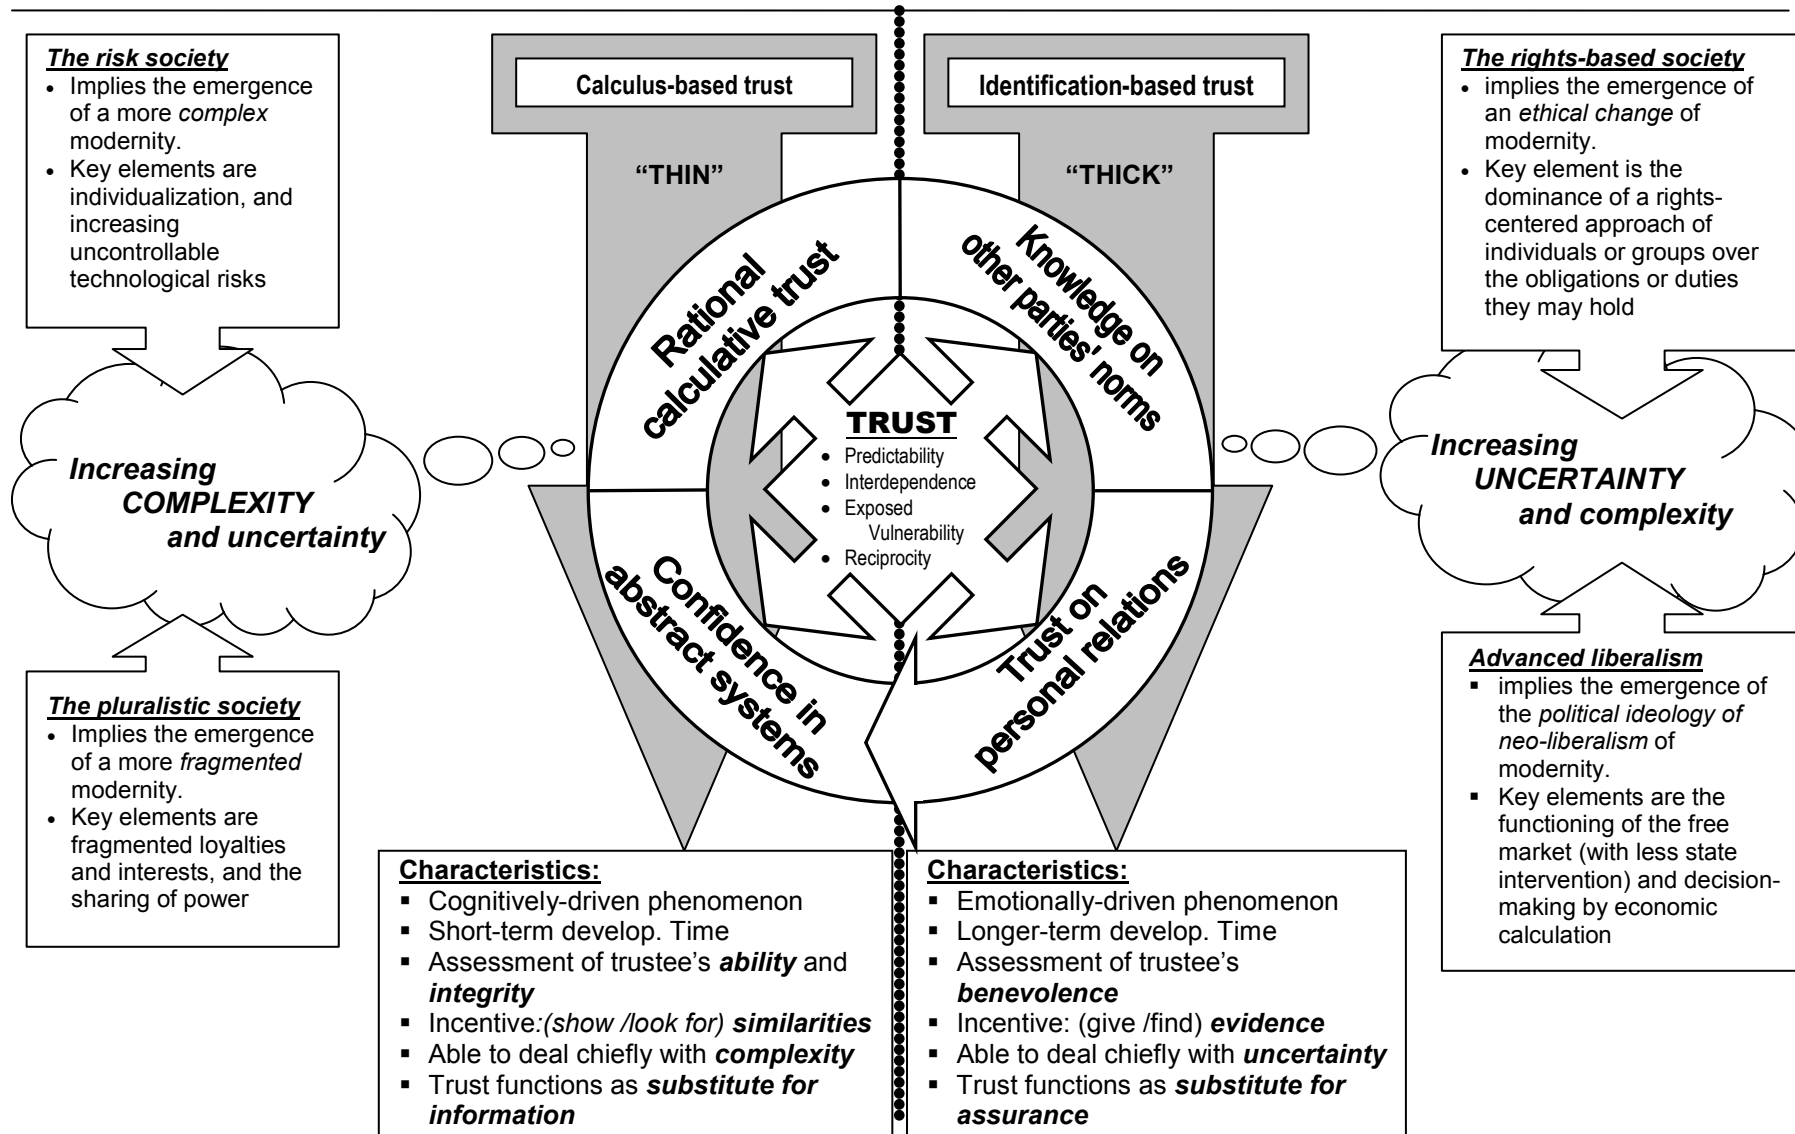 The risk society
• Implies the emergence
of a more complex
modernity.
• Key elements are
individualization, and
increasing
uncontrollable
technological risks
Increasing
COMPLEXITY
and uncertainty
The pluralistic society
• Implies the emergence
of a more fragmented
modernity.
• Key elements are
fragmented loyalties
and interests, and the
sharing of power
Calculus-based trust
“THIN”
Identification-based trust
“THICK”
Rational
calculative trust
Knowledge on
other parties' norms
TRUST
• Predictability
• Interdependence
• Exposed
Vulnerability
• Reciprocity
Confidence in
abstract systems
Trust on
personal relations
Characteristics:
▪ Cognitively-driven phenomenon
▪ Short-term develop. Time
▪ Assessment of trustee’s ability and
integrity
▪ Incentive:(show /look for) similarities
▪ Able to deal chiefly with complexity
▪ Trust functions as substitute for
information
Characteristics:
▪ Emotionally-driven phenomenon
▪ Longer-term develop. Time
▪ Assessment of trustee’s
benevolence
▪ Incentive: (give /find) evidence
▪ Able to deal chiefly with uncertainty
▪ Trust functions as substitute for
assurance
The rights-based society
• implies the emergence of
an ethical change of
modernity.
• Key element is the
dominance of a rights-
centered approach of
individuals or groups over
the obligations or duties
they may hold
Increasing
UNCERTAINTY
and complexity
Advanced liberalism
▪ implies the emergence of
the political ideology of
neo-liberalism of
modernity.
▪ Key elements are the
functioning of the free
market (with less state
intervention) and decision-
making by economic
calculation